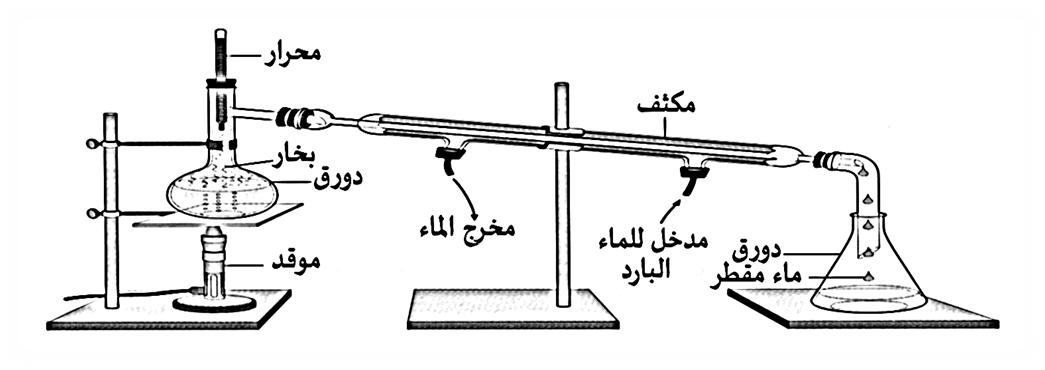 محرار
مكثف
بخار
دورق
مخرج الماء
مدخل للماء
البارد
دورق
موقد
ماء مقطر